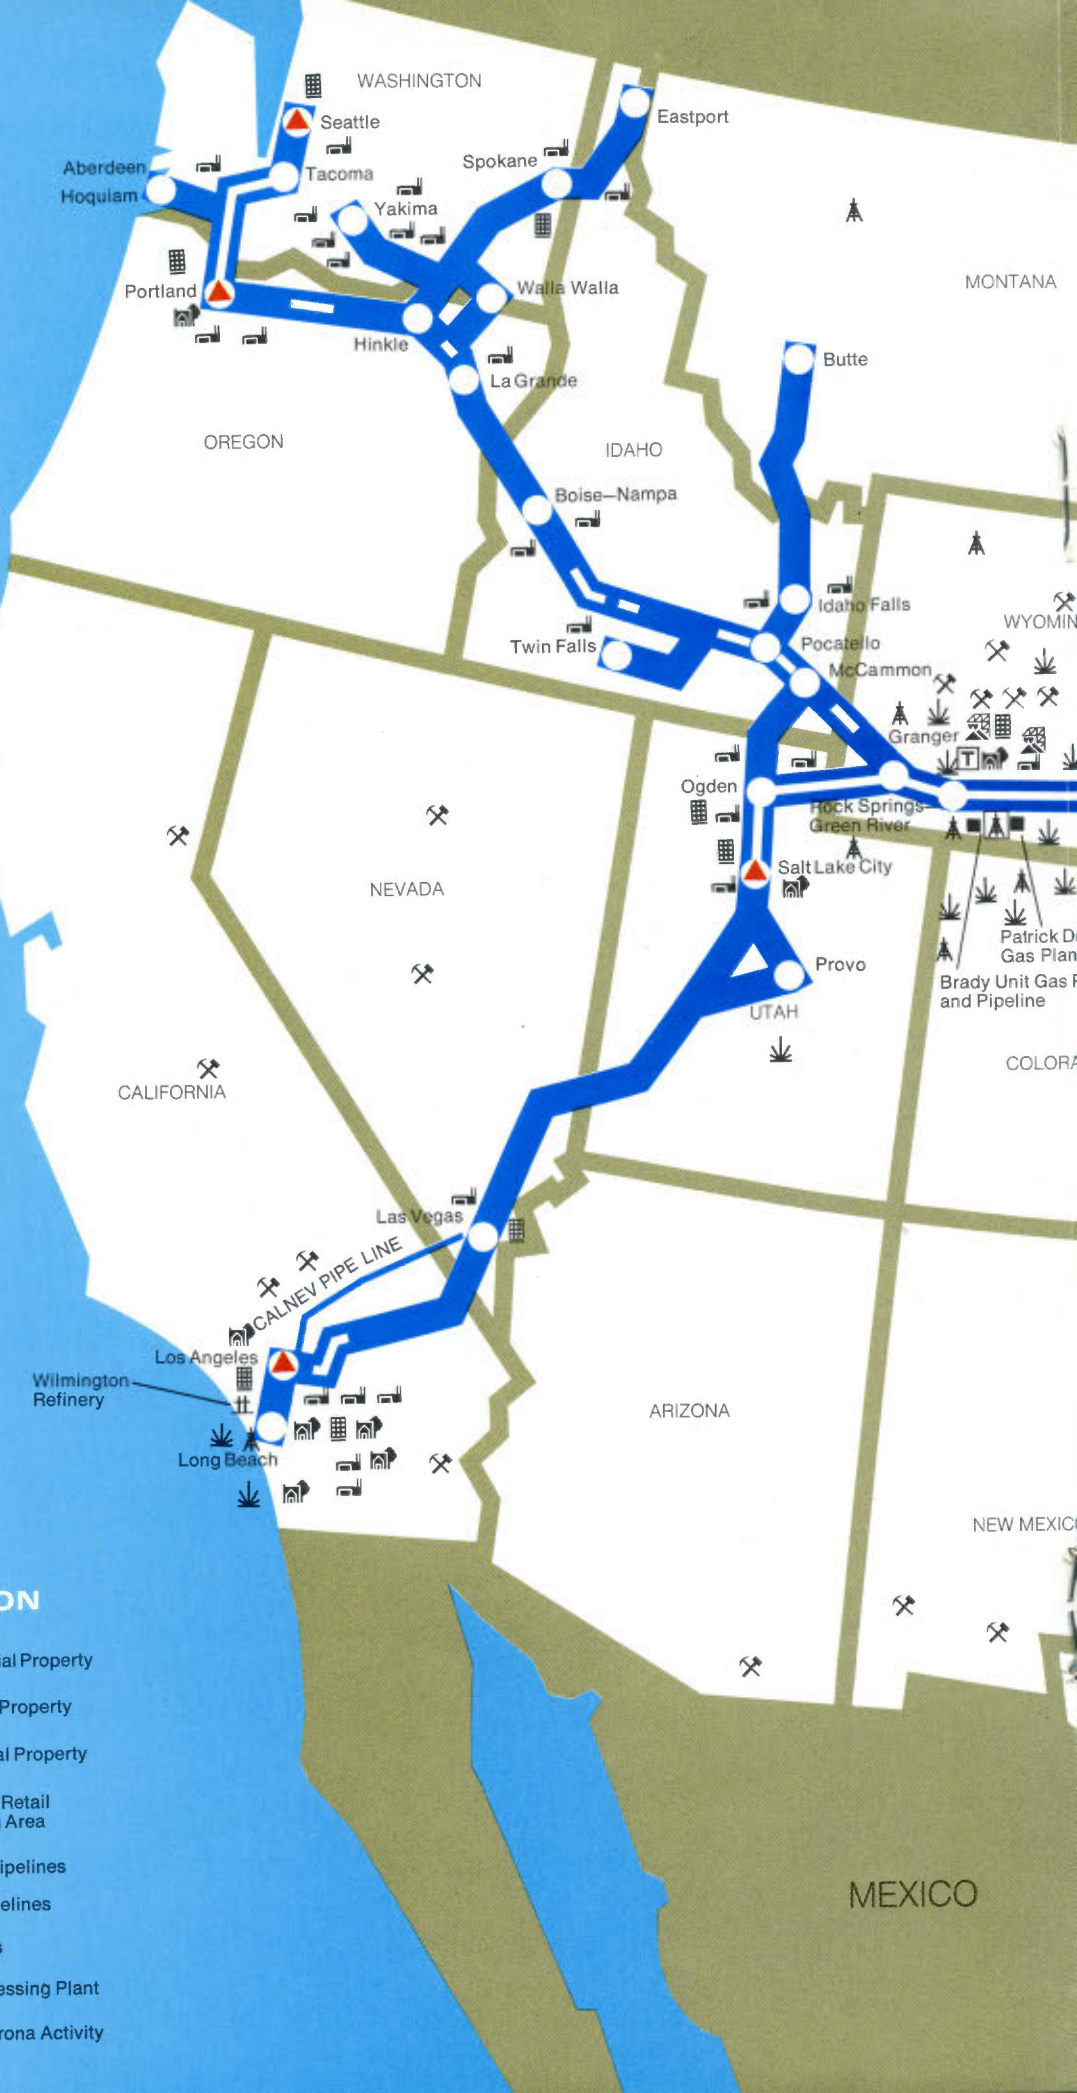 WASHINGTON
Seattle
Eastport
Aberdeen
Hoquiam
Tacoma
Spokane
Yakima
MONTANA
Portland
Walla Walla
Hinkle
Butte
La Grande
OREGON
IDAHO
Boise–Nampa
Idaho Falls
WYOMIN
Twin Falls
Pocatello
McCammon
Granger
T
Ogden
Rock Springs–
Green River
Salt Lake City
NEVADA
Patrick D
Gas Plan
Provo
Brady Unit Gas P
and Pipeline
UTAH
COLORA
CALIFORNIA
Las Vegas
CALNEV PIPE LINE
Los Angeles
Wilmington
Refinery
ARIZONA
Long Beach
NEW MEXICO
ON
ial Property
Property
al Property
Retail
Area
ipelines
elines
s
essing Plant
rona Activity
MEXICO